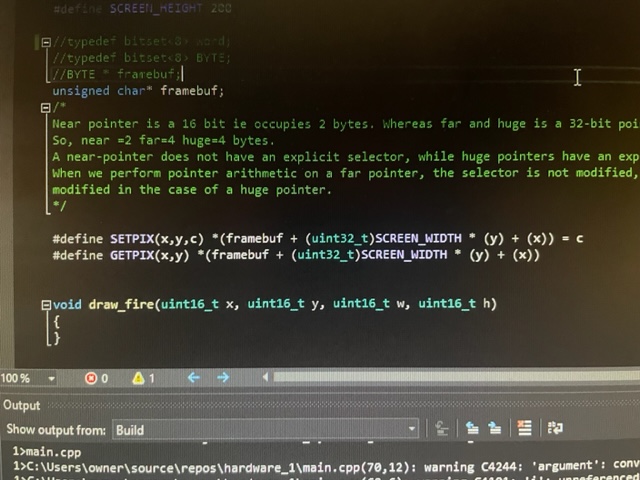 #define SCREEN_HEIGHT 200
//typedef bitset<8> word;
//typedef bitset<8> BYTE;
//BYTE * framebuf;
unsigned char* framebuf;
/*
Near pointer is a 16 bit ie occupies 2 bytes. Whereas far and huge is a 32-bit poi
So, near =2 far=4 huge=4 bytes.
A near-pointer does not have an explicit selector, while huge pointers have an exp
When we perform pointer arithmetic on a far pointer, the selector is not modified,
modified in the case of a huge pointer.
*/
#define SETPIX(x,y,c) *(framebuf + (uint32_t)SCREEN_WIDTH * (y) + (x)) = c
#define GETPIX(x,y) *(framebuf + (uint32_t)SCREEN_WIDTH * (y) + (x))
void draw_fire(uint16_t x, uint16_t y, uint16_t w, uint16_t h)
{
}
100 % 0 1
Output
Show output from: Build
1>main.cpp
1>C:\Users\owner\source\repos\hardware_1\main.cpp(70,12): warning C4244: 'argument': conv